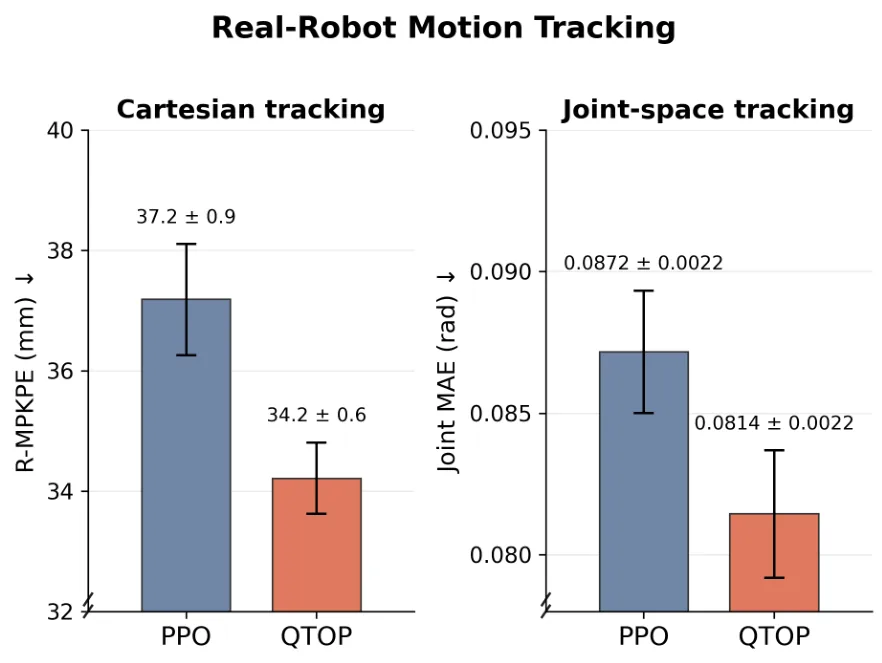 Real-Robot Motion Tracking
Cartesian tracking
R-MPKPE (mm) ↓
40
38
36
34
32
37.2 ± 0.9
34.2 ± 0.6
PPO
QTOP
Joint-space tracking
Joint MAE (rad) ↓
0.095
0.090
0.085
0.080
0.0872 ± 0.0022
0.0814 ± 0.0022
PPO
QTOP